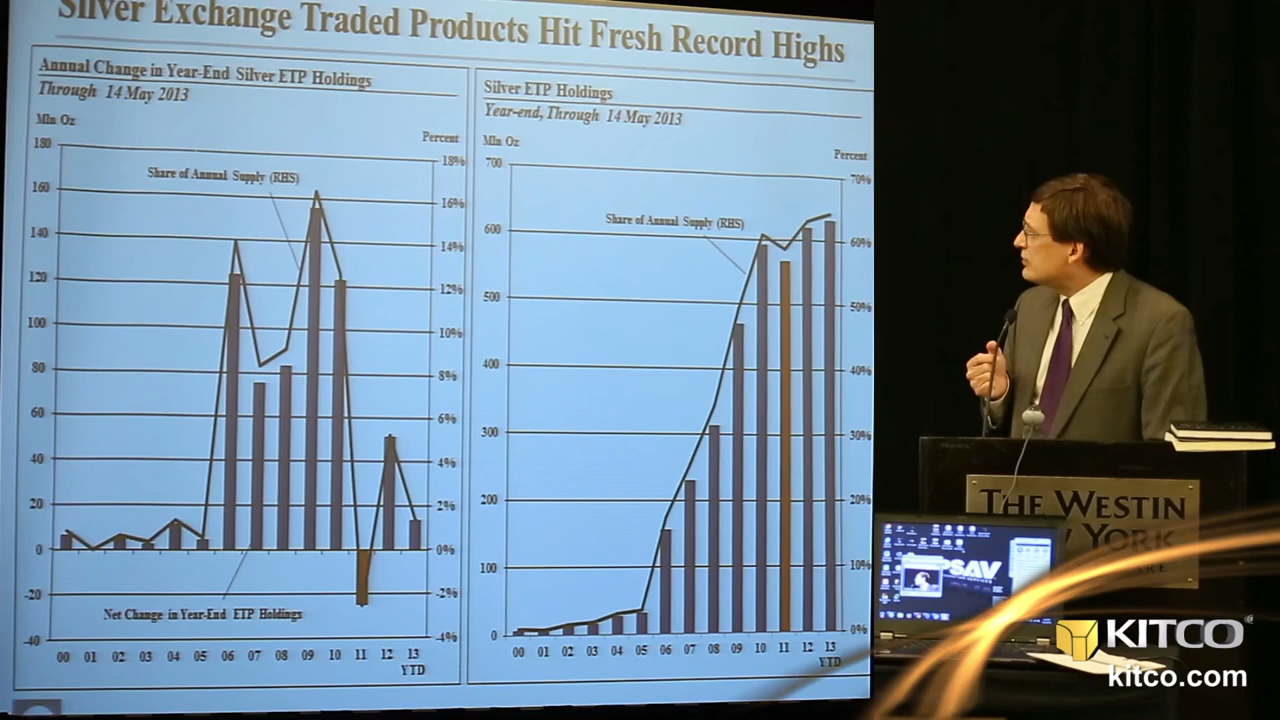 Silver Exchange Traded Products Hit Fresh Record Highs
Annual Change in Year-End Silver ETP Holdings
Through 14 May 2013
Mln Oz
Percent
180
160
140
120
100
80
60
40
20
0
-20
-40
18%
16%
14%
12%
10%
8%
6%
4%
2%
0%
-2%
-4%
Share of Annual Supply (RHS)
Net Change in Year-End ETP Holdings
00 01 02 03 04 05 06 07 08 09 10 11 12 13
YTD
Silver ETP Holdings
Year-end, Through 14 May 2013
Mln Oz
Percent
700
600
500
400
300
200
100
0
70%
60%
50%
40%
30%
20%
10%
0%
Share of Annual Supply (RHS)
00 01 02 03 04 05 06 07 08 09 10 11 12 13
YTD
THE WESTIN
YORK
PSAV
KITCO
kitco.com